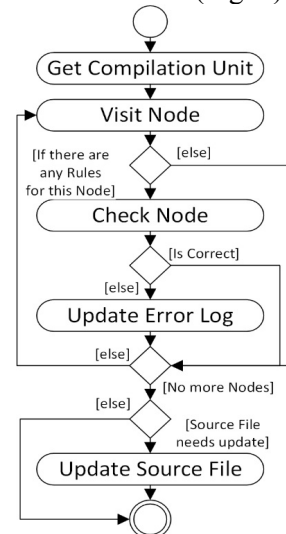 Get Compilation Unit
Visit Node
[If there are
any Rules
for this Node]
[else]
Check Node
[Is Correct]
[else]
Update Error Log
[else]
[No more Nodes]
[else]
[Source File
needs update]
Update Source File